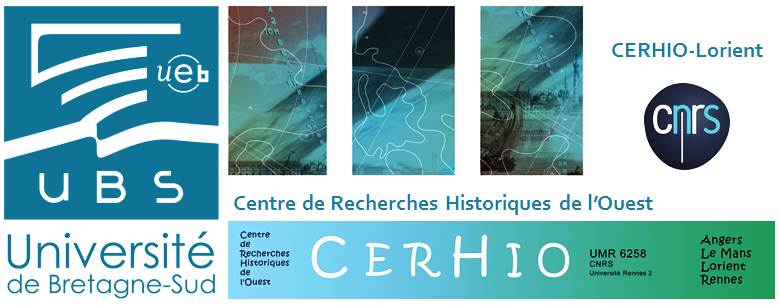 ueb
UBS
Université
de Bretagne-Sud
CERHIO-Lorient
cnrs
Centre de Recherches Historiques de l'Ouest
Centre
de
Recherches
Historiques
de
l'Ouest
CERHIO
UMR 6258
CNRS
Université Rennes 2
Angers
Le Mans
Lorient
Rennes